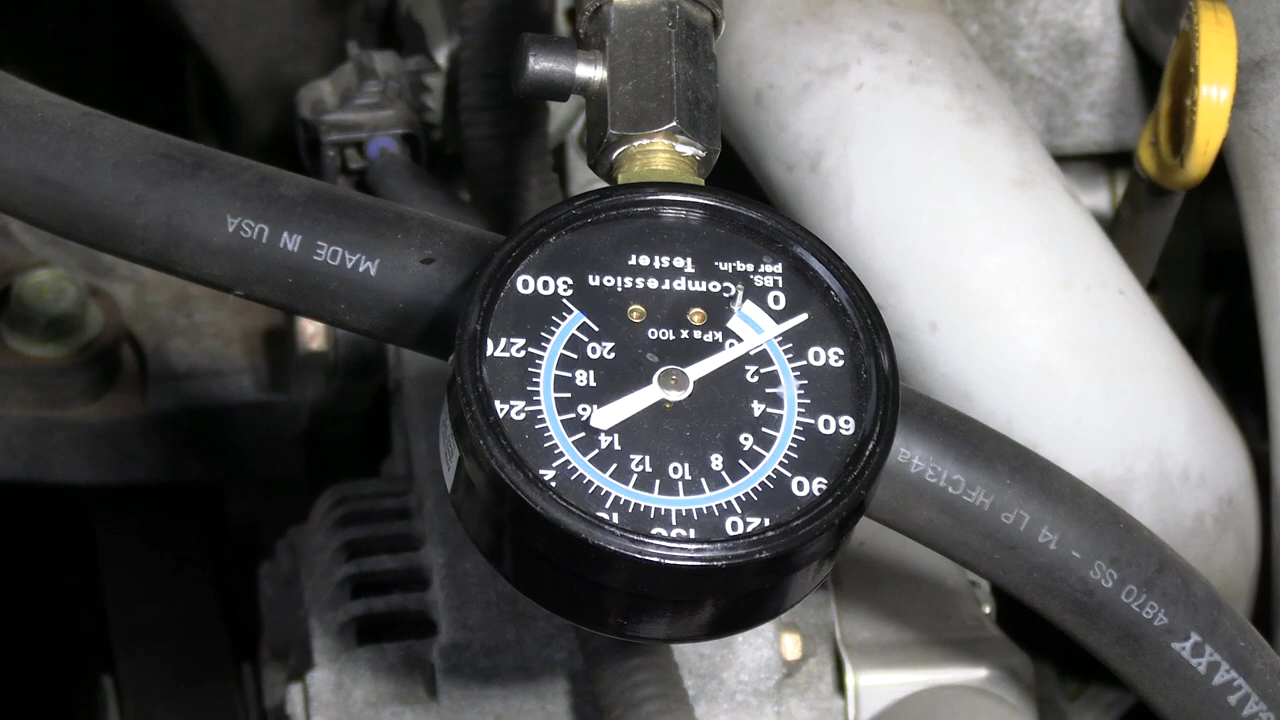 MADE IN USA
Compression
Tester
LBS.
per sq.in.
kPa x 100
0
30
60
90
120
300
0
2
4
6
8
10
12
14
16
18
20
4870 SS - 14 LP HFC134a